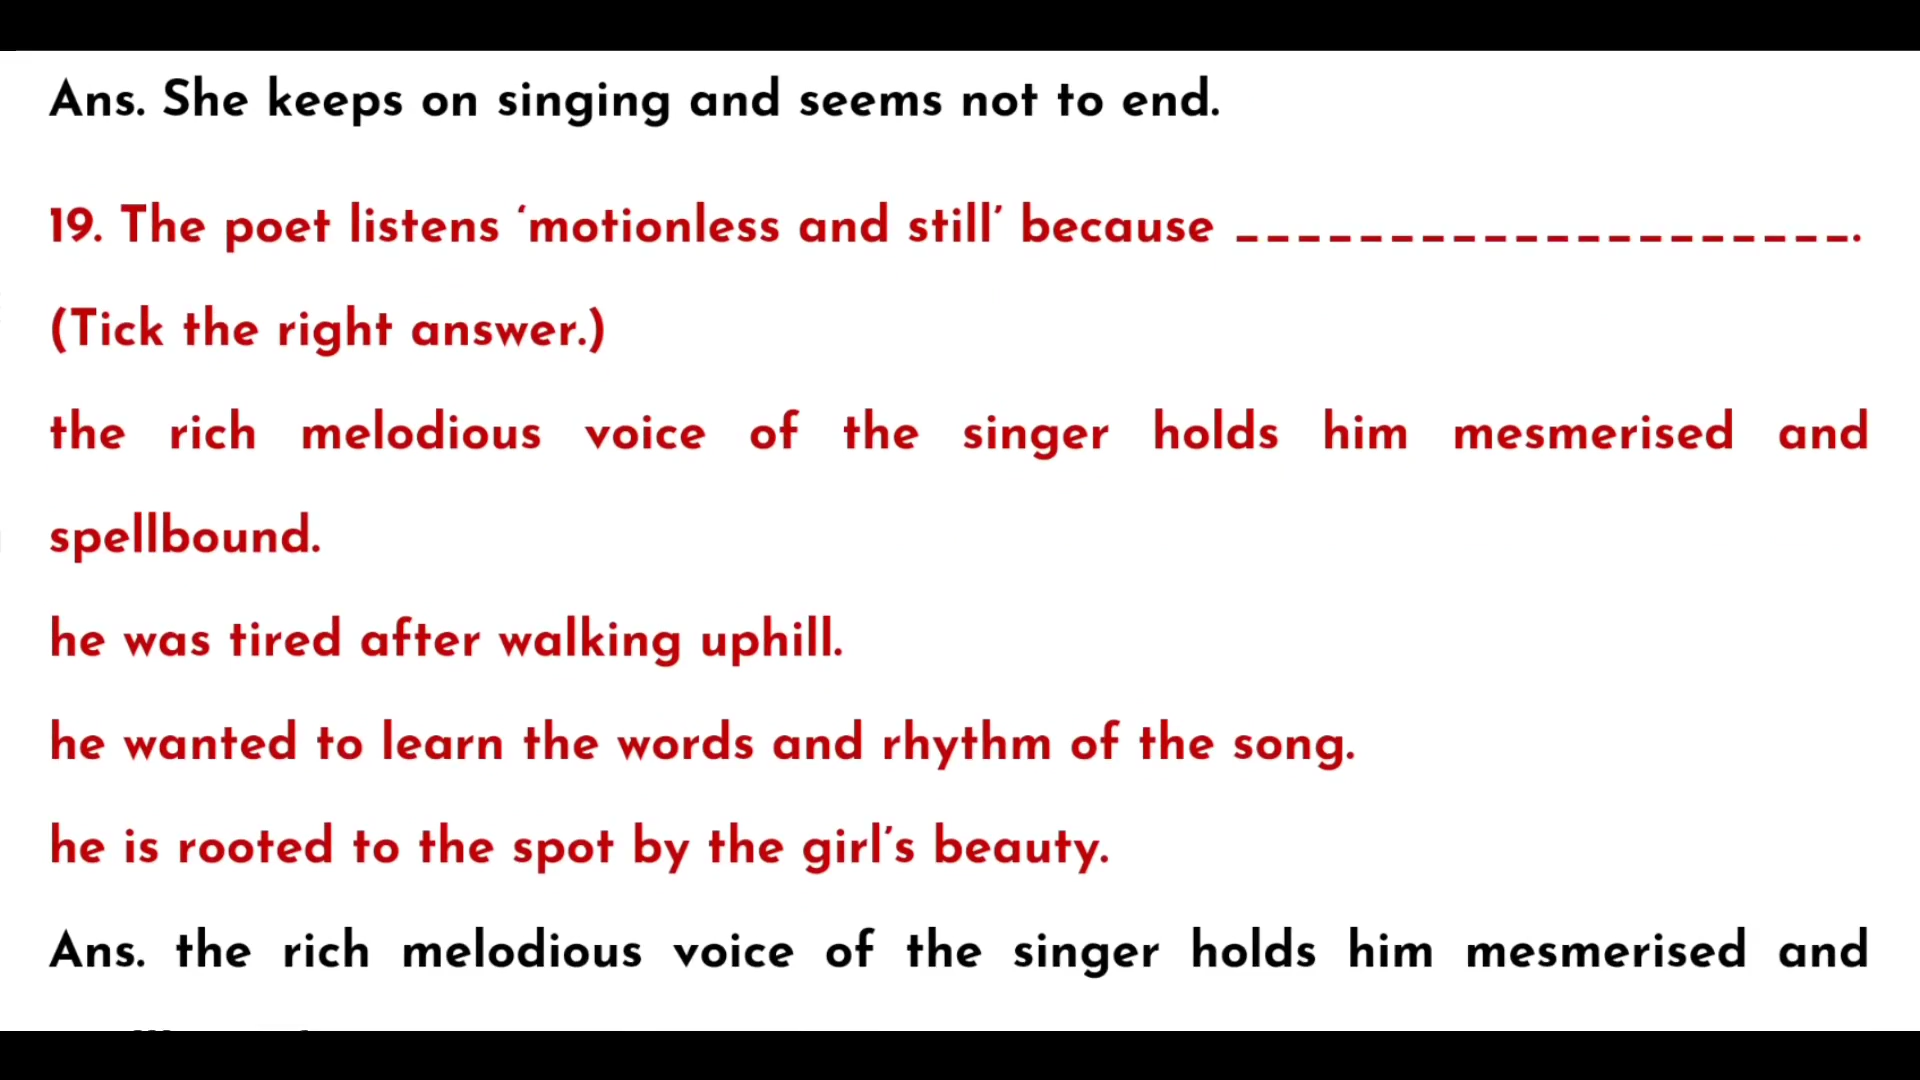 Ans. She keeps on singing and seems not to end.
19. The poet listens ‘motionless and still’ because ____________________.
(Tick the right answer.)
the rich melodious voice of the singer holds him mesmerised and
spellbound.
he was tired after walking uphill.
he wanted to learn the words and rhythm of the song.
he is rooted to the spot by the girl’s beauty.
Ans. the rich melodious voice of the singer holds him mesmerised and